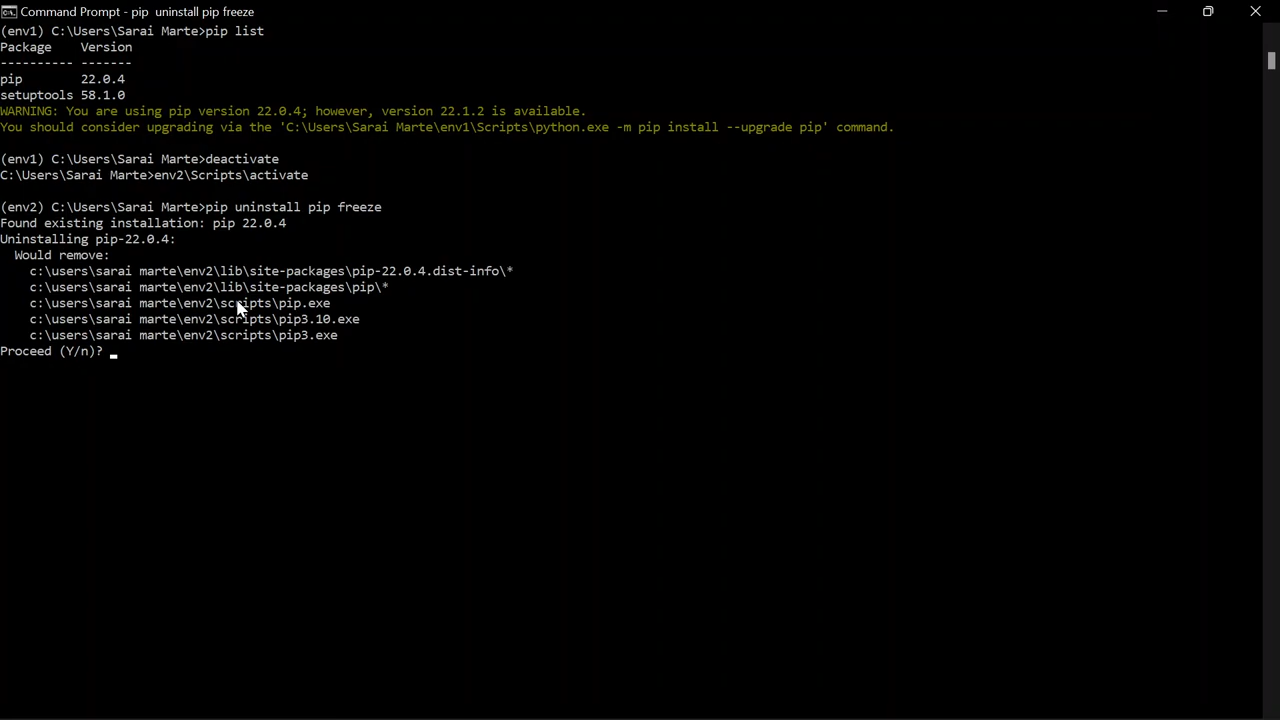 Command Prompt - pip  uninstall pip freeze
(env1) C:\Users\Sarai Marte>pip list
Package    Version
---------- -------
pip        22.0.4
setuptools 58.1.0
WARNING: You are using pip version 22.0.4; however, version 22.1.2 is available.
You should consider upgrading via the 'C:\Users\Sarai Marte\env1\Scripts\python.exe -m pip install --upgrade pip' command.
(env1) C:\Users\Sarai Marte>deactivate
C:\Users\Sarai Marte>env2\Scripts\activate
(env2) C:\Users\Sarai Marte>pip uninstall pip freeze
Found existing installation: pip 22.0.4
Uninstalling pip-22.0.4:
  Would remove:
    c:\users\sarai marte\env2\lib\site-packages\pip-22.0.4.dist-info\*
    c:\users\sarai marte\env2\lib\site-packages\pip\*
    c:\users\sarai marte\env2\scripts\pip.exe
    c:\users\sarai marte\env2\scripts\pip3.10.exe
    c:\users\sarai marte\env2\scripts\pip3.exe
Proceed (Y/n)?